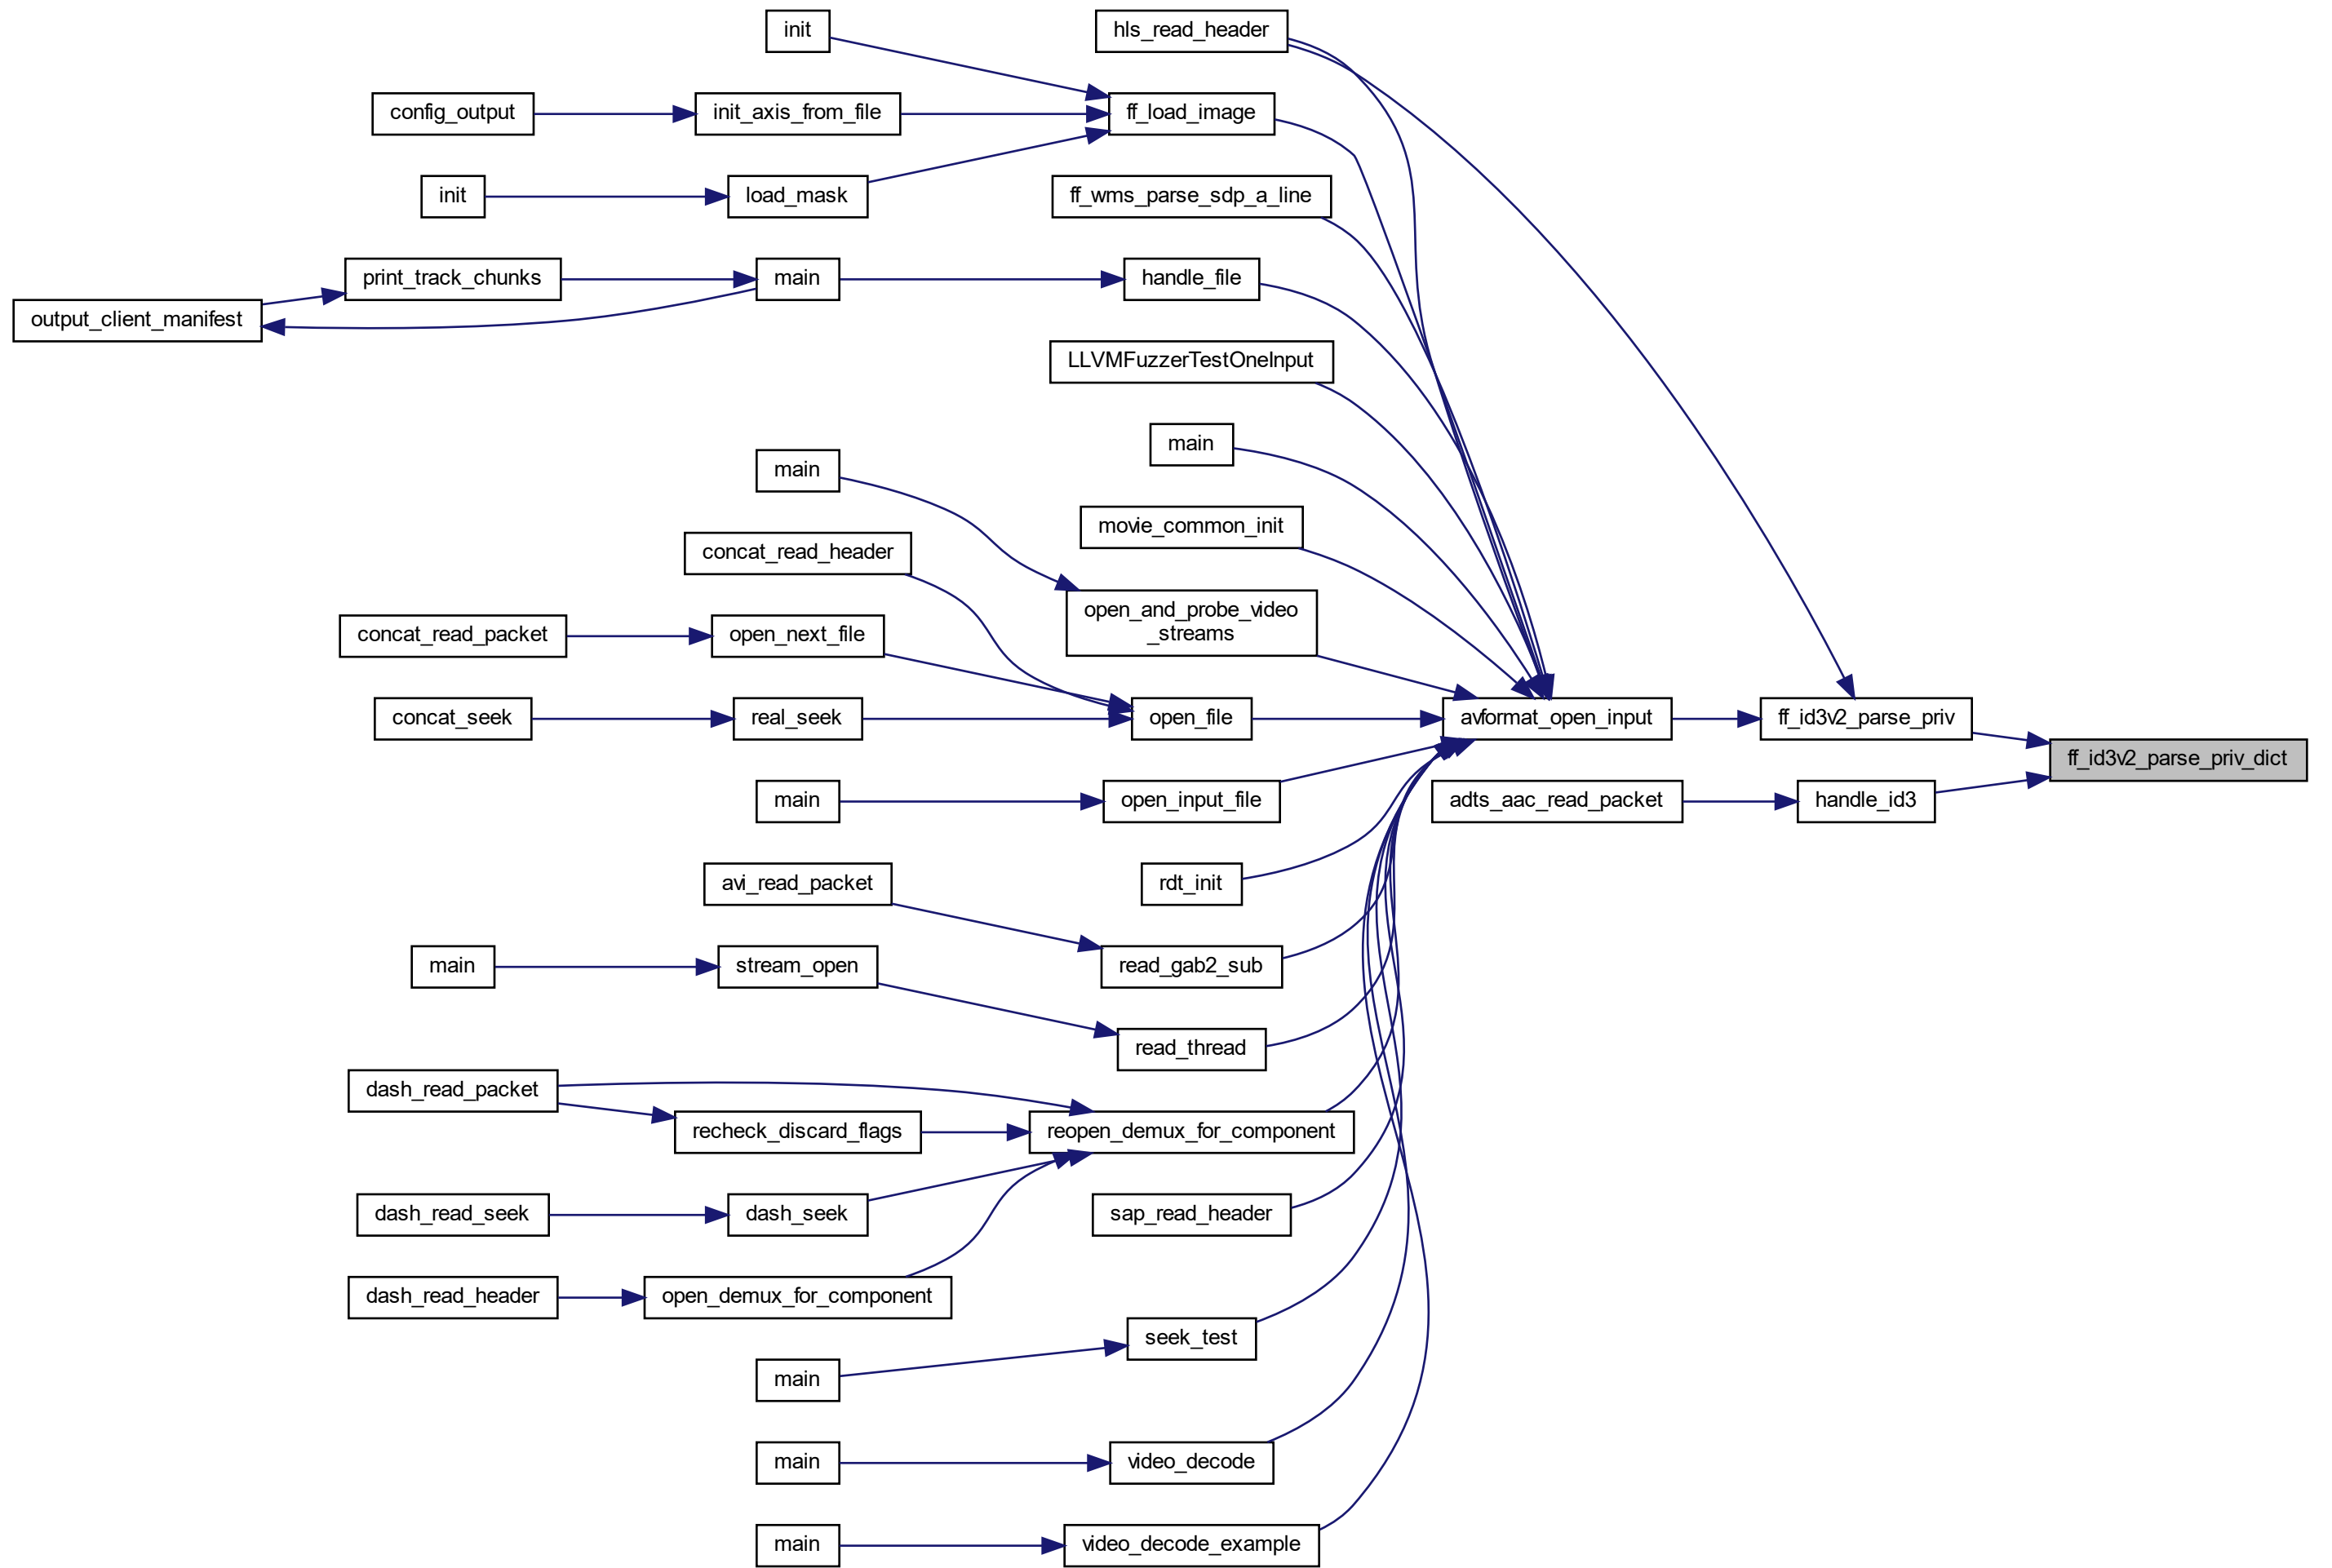 init
hls_read_header
config_output
init_axis_from_file
ff_load_image
init
load_mask
ff_wms_parse_sdp_a_line
print_track_chunks
main
handle_file
output_client_manifest
LLVMFuzzerTestOneInput
main
main
movie_common_init
concat_read_header
open_and_probe_video
_streams
concat_read_packet
open_next_file
concat_seek
real_seek
open_file
avformat_open_input
ff_id3v2_parse_priv
ff_id3v2_parse_priv_dict
main
open_input_file
adts_aac_read_packet
handle_id3
avi_read_packet
rdt_init
main
stream_open
read_gab2_sub
read_thread
dash_read_packet
recheck_discard_flags
reopen_demux_for_component
dash_read_seek
dash_seek
sap_read_header
dash_read_header
open_demux_for_component
seek_test
main
main
video_decode
main
video_decode_example